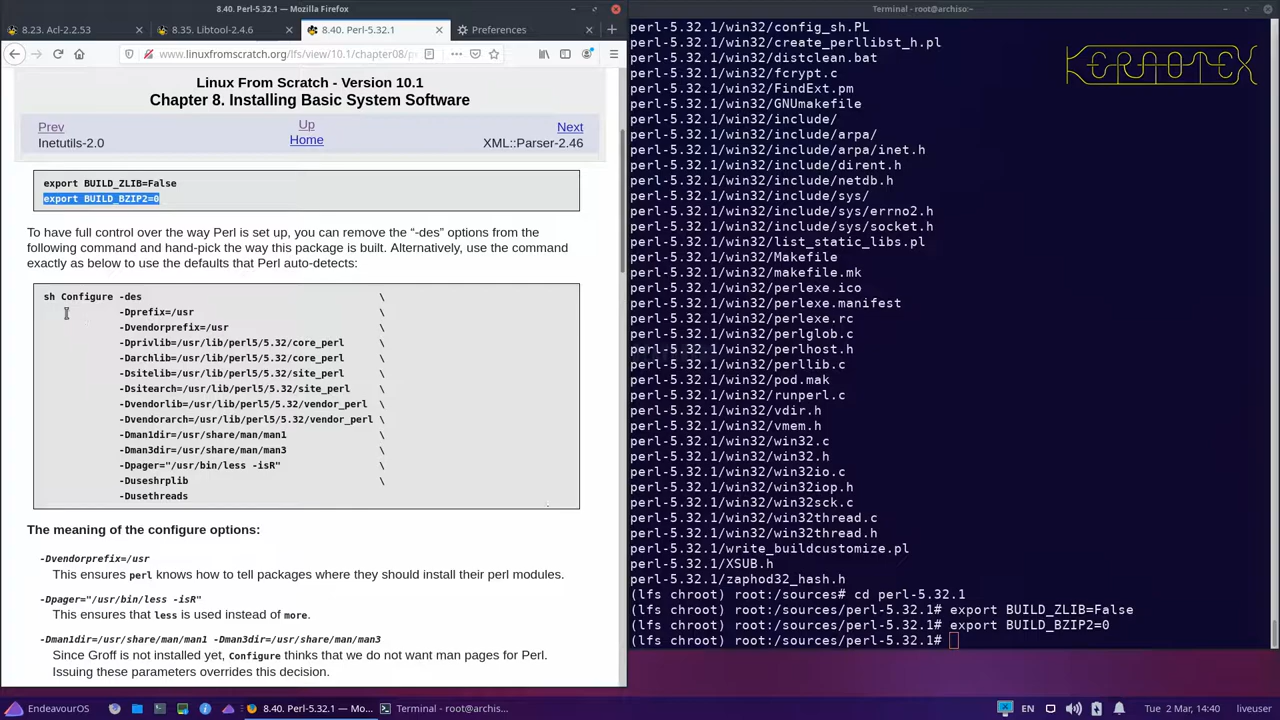 8.40. Perl-5.32.1 — Mozilla Firefox
8.23. Acl-2.2.53
8.35. Libtool-2.4.6
8.40. Perl-5.32.1
Preferences
www.linuxfromscratch.org/lfs/view/10.1/chapter08/p
Linux From Scratch - Version 10.1
Chapter 8. Installing Basic System Software
Prev
Up
Next
Inetutils-2.0
Home
XML::Parser-2.46
export BUILD_ZLIB=False
export BUILD_BZIP2=0
To have full control over the way Perl is set up, you can remove the “-des” options from the
following command and hand-pick the way this package is built. Alternatively, use the command
exactly as below to use the defaults that Perl auto-detects:
sh Configure -des \
-Dprefix=/usr \
-Dvendorprefix=/usr \
-Dprivlib=/usr/lib/perl5/5.32/core_perl \
-Darchlib=/usr/lib/perl5/5.32/core_perl \
-Dsitelib=/usr/lib/perl5/5.32/site_perl \
-Dsitearch=/usr/lib/perl5/5.32/site_perl \
-Dvendorlib=/usr/lib/perl5/5.32/vendor_perl \
-Dvendorarch=/usr/lib/perl5/5.32/vendor_perl \
-Dman1dir=/usr/share/man/man1 \
-Dman3dir=/usr/share/man/man3 \
-Dpager="/usr/bin/less -isR" \
-Duseshrplib \
-Dusethreads
The meaning of the configure options:
-Dvendorprefix=/usr
This ensures perl knows how to tell packages where they should install their perl modules.
-Dpager="/usr/bin/less -isR"
This ensures that less is used instead of more.
-Dman1dir=/usr/share/man/man1 -Dman3dir=/usr/share/man/man3
Since Groff is not installed yet, Configure thinks that we do not want man pages for Perl.
Issuing these parameters overrides this decision.
Terminal - root@archiso:~
KERNOTEX
perl-5.32.1/win32/config_sh.PL
perl-5.32.1/win32/create_perllibst_h.pl
perl-5.32.1/win32/distclean.bat
perl-5.32.1/win32/fcrypt.c
perl-5.32.1/win32/FindExt.pm
perl-5.32.1/win32/GNUmakefile
perl-5.32.1/win32/include/
perl-5.32.1/win32/include/arpa/
perl-5.32.1/win32/include/arpa/inet.h
perl-5.32.1/win32/include/dirent.h
perl-5.32.1/win32/include/netdb.h
perl-5.32.1/win32/include/sys/
perl-5.32.1/win32/include/sys/errno2.h
perl-5.32.1/win32/include/sys/socket.h
perl-5.32.1/win32/list_static_libs.pl
perl-5.32.1/win32/Makefile
perl-5.32.1/win32/makefile.mk
perl-5.32.1/win32/perlexe.ico
perl-5.32.1/win32/perlexe.manifest
perl-5.32.1/win32/perlexe.rc
perl-5.32.1/win32/perlglob.c
perl-5.32.1/win32/perlhost.h
perl-5.32.1/win32/perllib.c
perl-5.32.1/win32/pod.mak
perl-5.32.1/win32/runperl.c
perl-5.32.1/win32/vdir.h
perl-5.32.1/win32/vmem.h
perl-5.32.1/win32/win32.c
perl-5.32.1/win32/win32.h
perl-5.32.1/win32/win32io.c
perl-5.32.1/win32/win32iop.h
perl-5.32.1/win32/win32sck.c
perl-5.32.1/win32/win32thread.c
perl-5.32.1/win32/win32thread.h
perl-5.32.1/write_buildcustomize.pl
perl-5.32.1/XSUB.h
perl-5.32.1/zaphod32_hash.h
(lfs chroot) root:/sources# cd perl-5.32.1
(lfs chroot) root:/sources/perl-5.32.1# export BUILD_ZLIB=False
(lfs chroot) root:/sources/perl-5.32.1# export BUILD_BZIP2=0
(lfs chroot) root:/sources/perl-5.32.1#
EndeavourOS
8.40. Perl-5.32.1 — Mo...
Terminal - root@archis...
EN
Tue 2 Mar, 14:40
liveuser